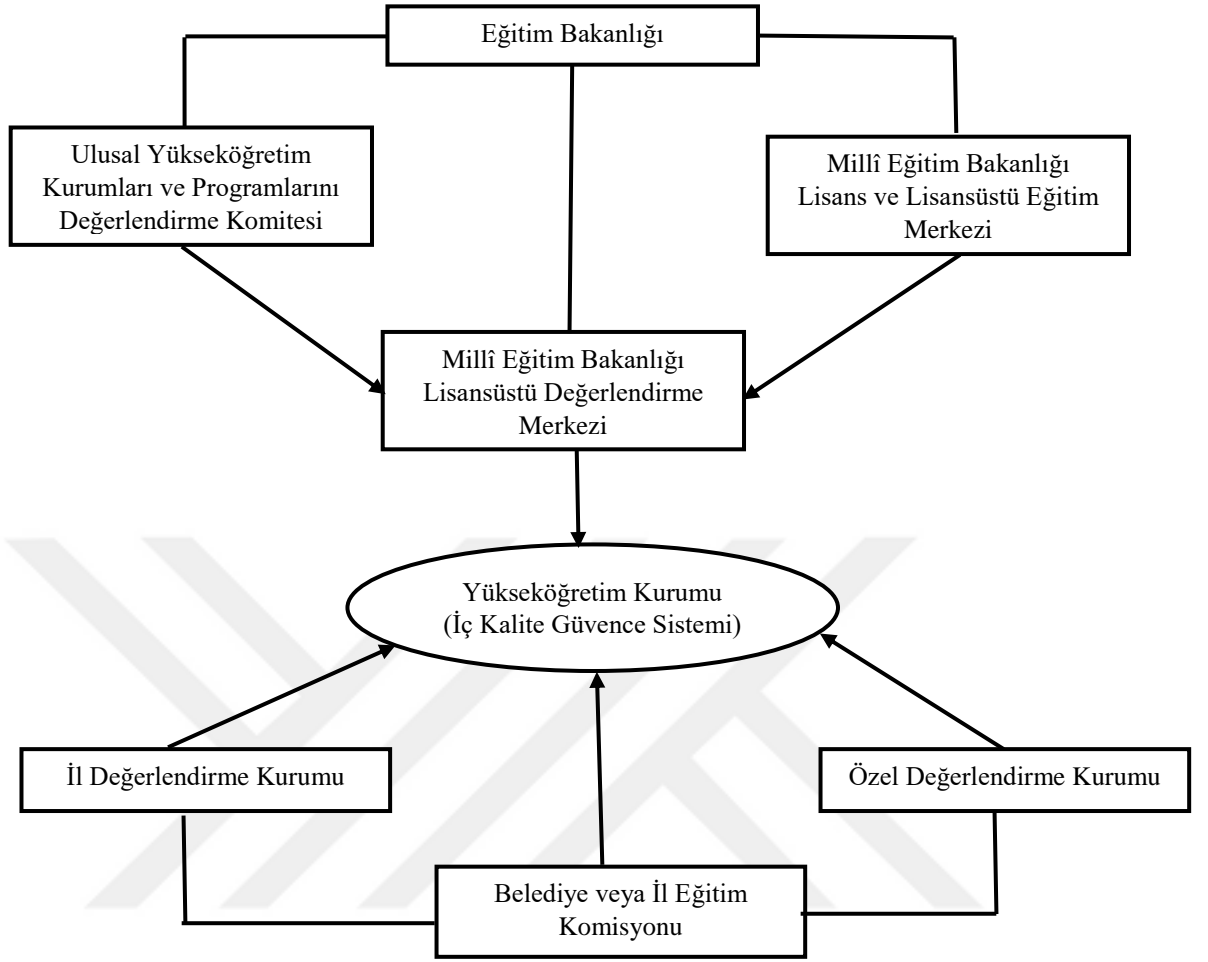 Eğitim Bakanlığı
Ulusal Yükseköğretim
Kurumları ve Programlarını
Değerlendirme Komitesi
Millî Eğitim Bakanlığı
Lisans ve Lisansüstü Eğitim
Merkezi
Millî Eğitim Bakanlığı
Lisansüstü Değerlendirme
Merkezi
Yükseköğretim Kurumu
(İç Kalite Güvence Sistemi)
İl Değerlendirme Kurumu
Özel Değerlendirme Kurumu
Belediye veya İl Eğitim
Komisyonu